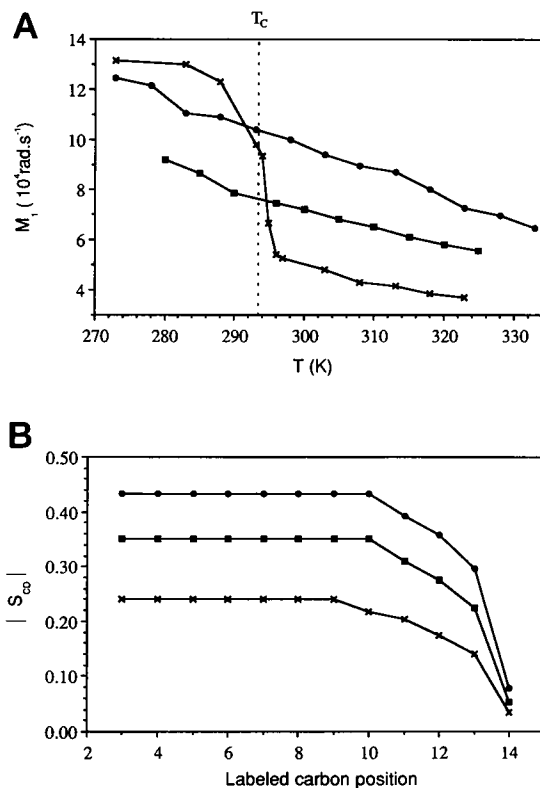 A
T_C
14
12
10
8
6
4
M_1 ( 10^4 rad.s^-1)
270 280 290 300 310 320 330
T (K)
B
0.50
0.40
0.30
0.20
0.10
0.00
| S_CD |
2 4 6 8 10 12 14
Labeled carbon position